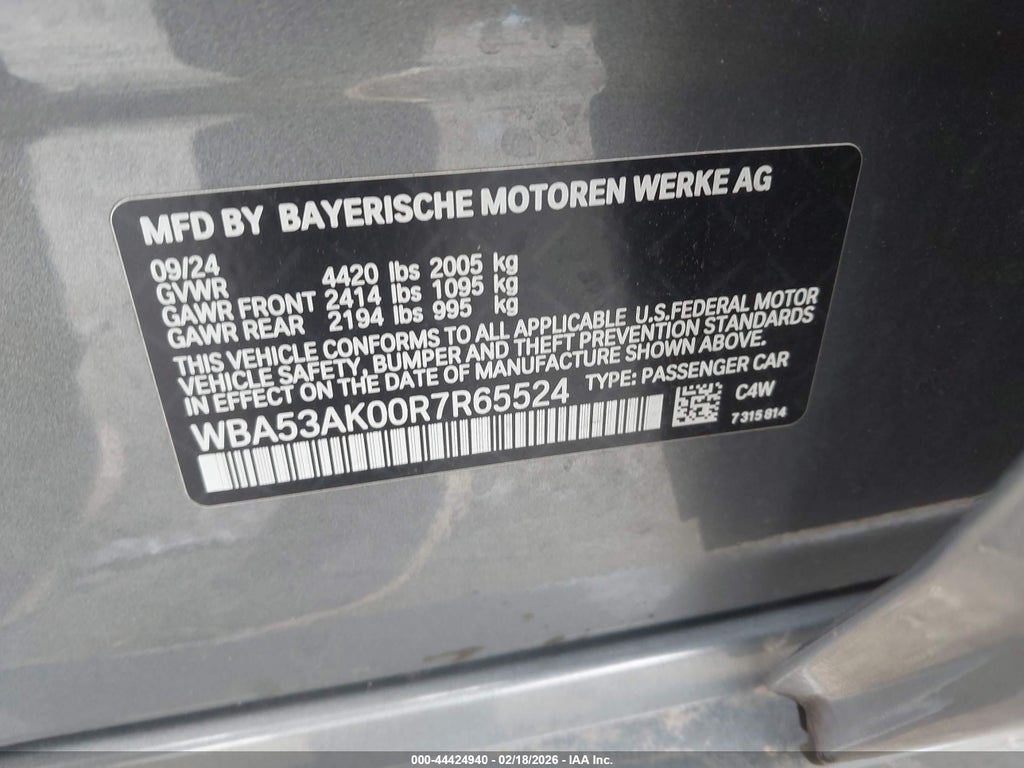 MFD BY BAYERISCHE MOTOREN WERKE AG
09/24
GVWR 4420 lbs 2005 kg
GAWR FRONT 2414 lbs 1095 kg
GAWR REAR 2194 lbs 995 kg
THIS VEHICLE CONFORMS TO ALL APPLICABLE U.S.FEDERAL MOTOR
VEHICLE SAFETY, BUMPER AND THEFT PREVENTION STANDARDS
IN EFFECT ON THE DATE OF MANUFACTURE SHOWN ABOVE.
WBA53AK00R7R65524 TYPE: PASSENGER CAR
C4W
7 315 814
000-44424940 - 02/18/2026 - IAA Inc.